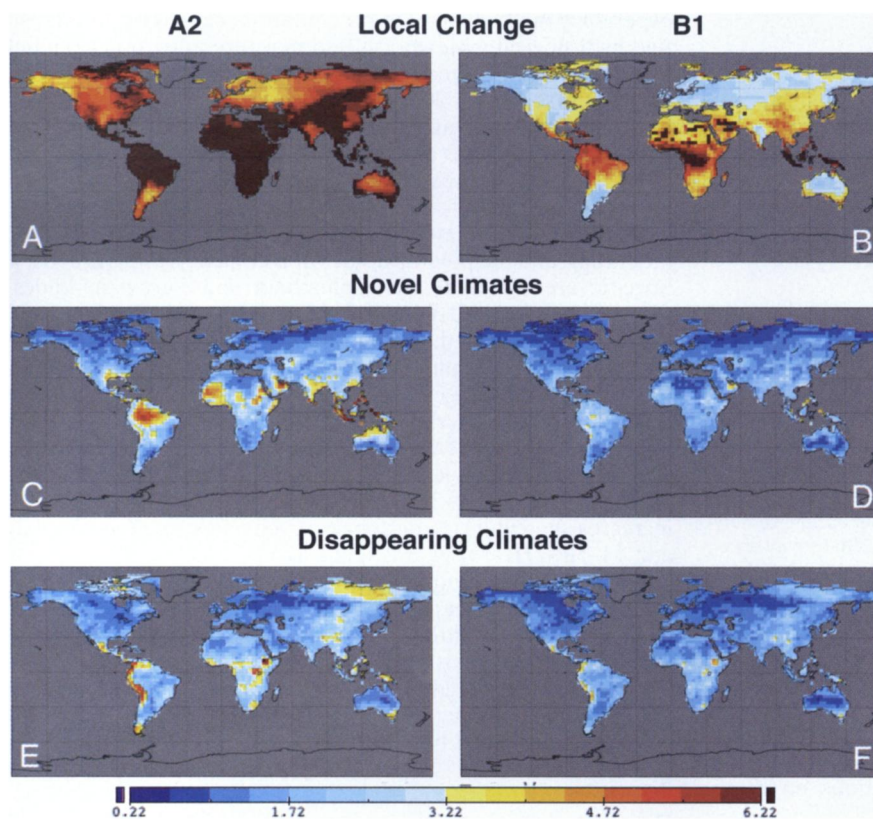 A2 Local Change B1
A B
Novel Climates
C D
Disappearing Climates
E F
0.22 1.72 3.22 4.72 6.22